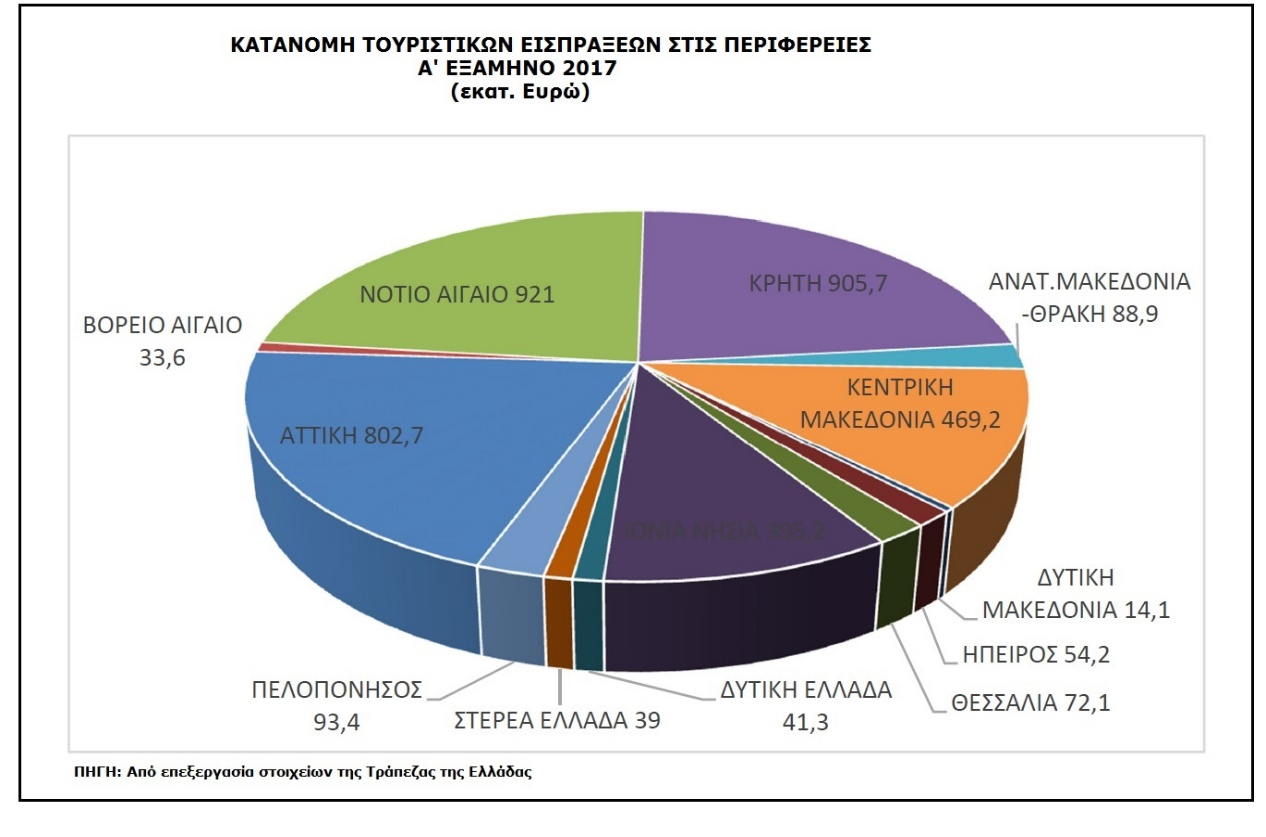 ΚΑΤΑΝΟΜΗ ΤΟΥΡΙΣΤΙΚΩΝ ΕΙΣΠΡΑΞΕΩΝ ΣΤΙΣ ΠΕΡΙΦΕΡΕΙΕΣ
Α' ΕΞΑΜΗΝΟ 2017
(εκατ. Ευρώ)
ΝΟΤΙΟ ΑΙΓΑΙΟ 921
ΚΡΗΤΗ 905,7
ΑΝΑΤ.ΜΑΚΕΔΟΝΙΑ
-ΘΡΑΚΗ 88,9
ΒΟΡΕΙΟ ΑΙΓΑΙΟ
33,6
ΚΕΝΤΡΙΚΗ
ΜΑΚΕΔΟΝΙΑ 469,2
ΑΤΤΙΚΗ 802,7
ΙΟΝΙΑ ΝΗΣΙΑ 395,2
ΔΥΤΙΚΗ
ΜΑΚΕΔΟΝΙΑ 14,1
ΗΠΕΙΡΟΣ 54,2
ΘΕΣΣΑΛΙΑ 72,1
ΔΥΤΙΚΗ ΕΛΛΑΔΑ
41,3
ΣΤΕΡΕΑ ΕΛΛΑΔΑ 39
ΠΕΛΟΠΟΝΗΣΟΣ
93,4
ΠΗΓΗ: Από επεξεργασία στοιχείων της Τράπεζας της Ελλάδας